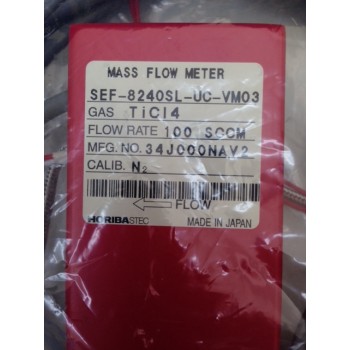 MASS FLOW METER
SEF-8240SL-UC-VM03
GAS TiCl4
FLOW RATE 100 SCCM
MFG. NO. 34J000NAV2
CALIB. N₂
FLOW
HORIBASTEC MADE IN JAPAN